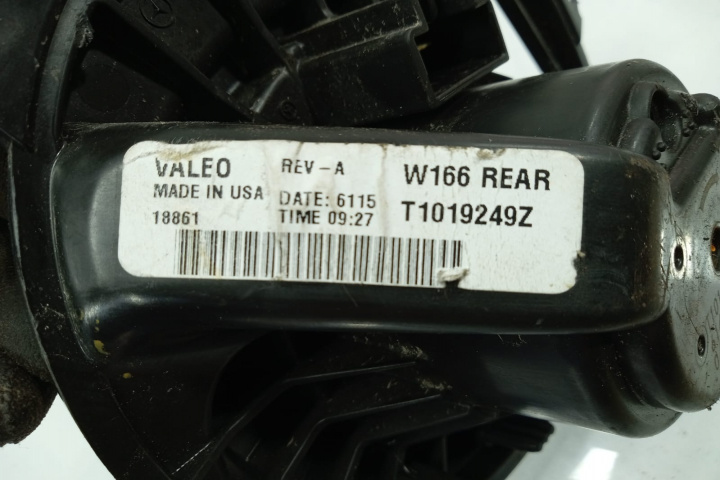 VALEO REV-A W166 REAR
MADE IN USA DATE: 6115 T1019249Z
18861 TIME 09:27